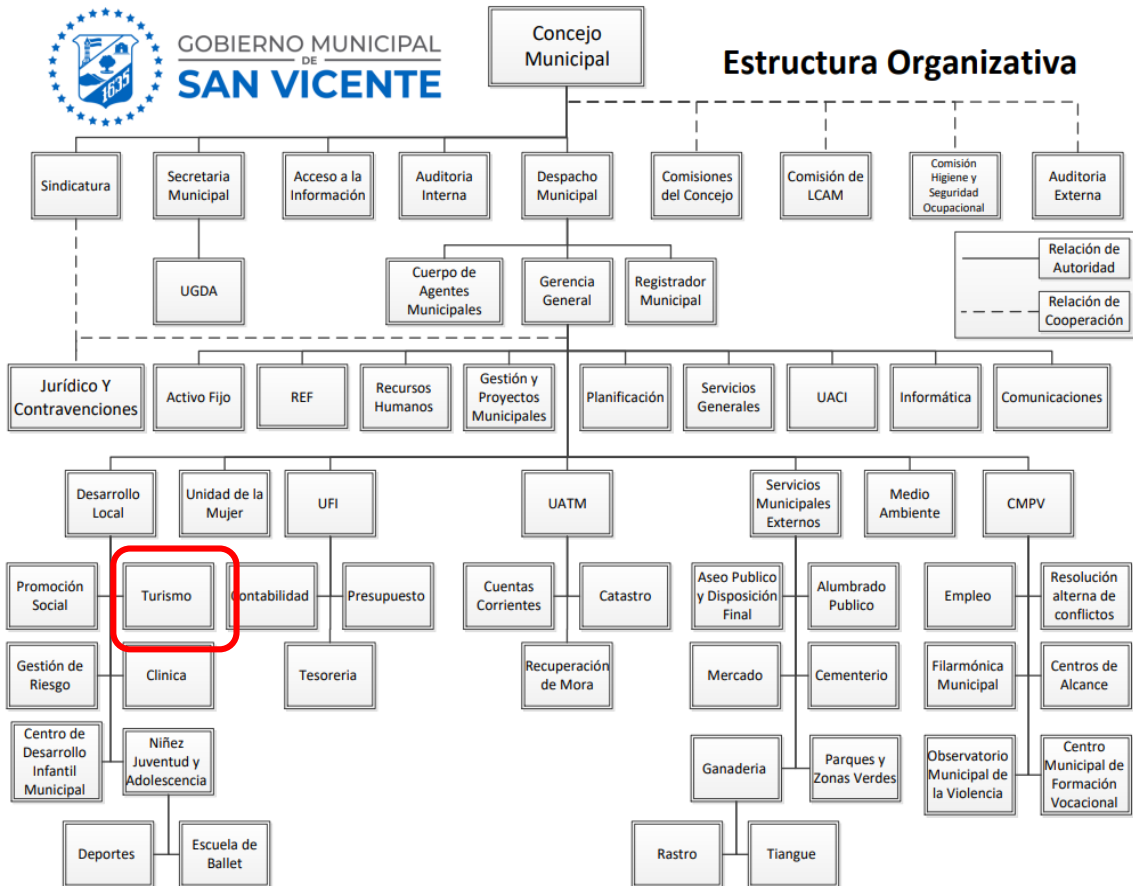 GOBIERNO MUNICIPAL
DE
SAN VICENTE
1635
Concejo
Municipal
Estructura Organizativa
Sindicatura
Secretaria
Municipal
Acceso a la
Información
Auditoria
Interna
Despacho
Municipal
Comisiones
del Concejo
Comisión de
LCAM
Comisión
Higiene y
Seguridad
Ocupacional
Auditoria
Externa
Relación de
Autoridad
Relación de
Cooperación
UGDA
Cuerpo de
Agentes
Municipales
Gerencia
General
Registrador
Municipal
Jurídico Y
Contravenciones
Activo Fijo
REF
Recursos
Humanos
Gestión y
Proyectos
Municipales
Planificación
Servicios
Generales
UACI
Informática
Comunicaciones
Desarrollo
Local
Unidad de la
Mujer
UFI
UATM
Servicios
Municipales
Externos
Medio
Ambiente
CMPV
Promoción
Social
Turismo
Contabilidad
Presupuesto
Cuentas
Corrientes
Catastro
Aseo Publico
y Disposición
Final
Alumbrado
Publico
Empleo
Resolución
alterna de
conflictos
Gestión de
Riesgo
Clinica
Tesoreria
Recuperación
de Mora
Mercado
Cementerio
Filarmónica
Municipal
Centros de
Alcance
Centro de
Desarrollo
Infantil
Municipal
Niñez
Juventud y
Adolescencia
Ganaderia
Parques y
Zonas Verdes
Observatorio
Municipal de
la Violencia
Centro
Municipal de
Formación
Vocacional
Deportes
Escuela de
Ballet
Rastro
Tiangue